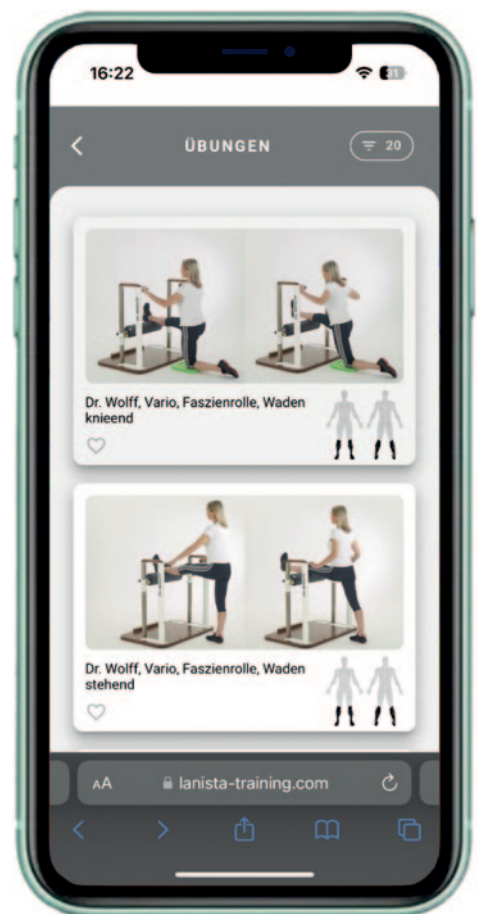 16:22
31
ÜBUNGEN
20
Dr. Wolff, Vario, Faszienrolle, Waden
knieend
Dr. Wolff, Vario, Faszienrolle, Waden
stehend
AA
lanista-training.com